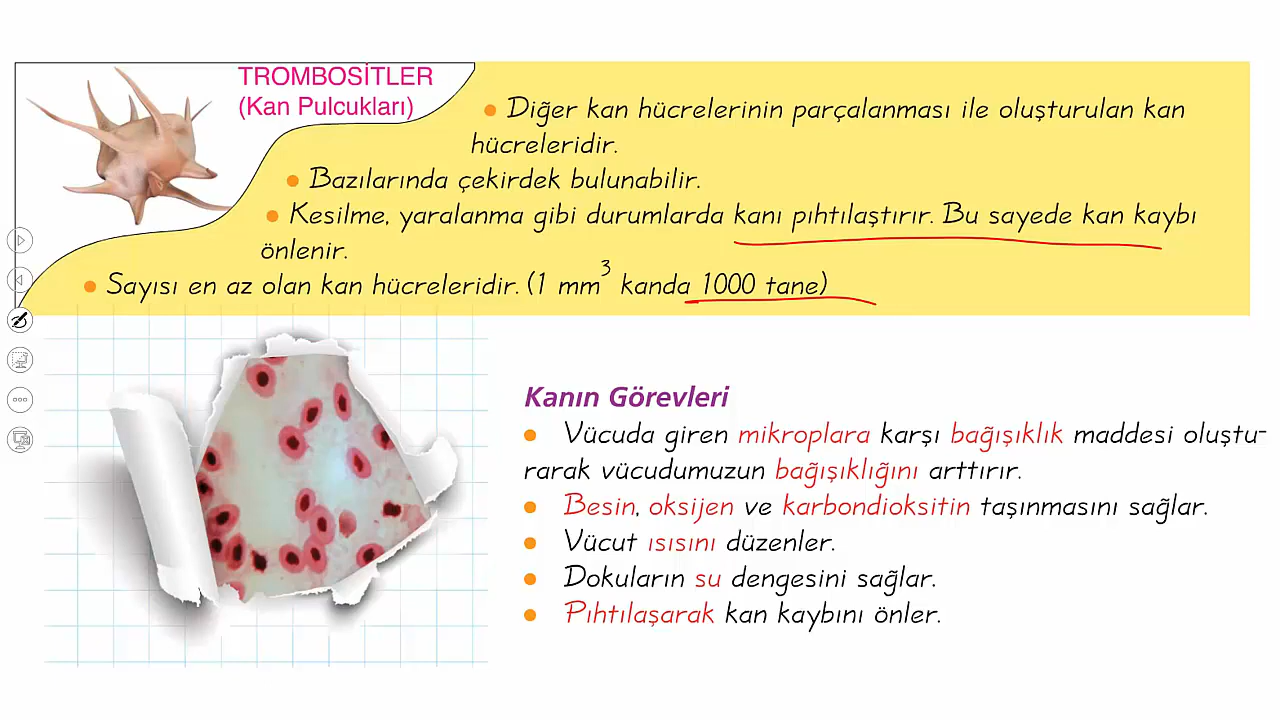 TROMBOSİTLER
(Kan Pulcukları)
• Diğer kan hücrelerinin parçalanması ile oluşturulan kan
hücreleridir.
• Bazılarında çekirdek bulunabilir.
• Kesilme, yaralanma gibi durumlarda kanı pıhtılaştırır. Bu sayede kan kaybı
önlenir.
• Sayısı en az olan kan hücreleridir. (1 mm³ kanda 1000 tane)
Kanın Görevleri
• Vücuda giren mikroplara karşı bağışıklık maddesi oluştu-
rarak vücudumuzun bağışıklığını arttırır.
• Besin, oksijen ve karbondioksitin taşınmasını sağlar.
• Vücut ısısını düzenler.
• Dokuların su dengesini sağlar.
• Pıhtılaşarak kan kaybını önler.